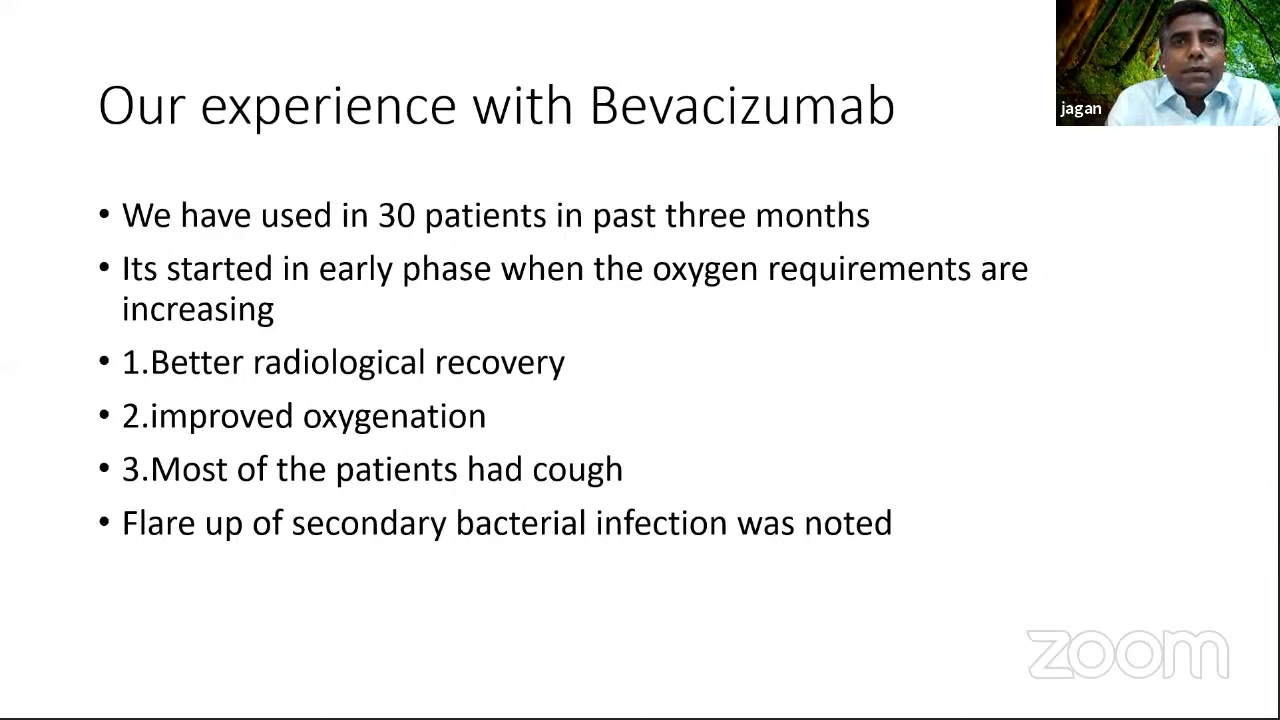 Our experience with Bevacizumab
jagan
• We have used in 30 patients in past three months
• Its started in early phase when the oxygen requirements are
increasing
• 1.Better radiological recovery
• 2.improved oxygenation
• 3.Most of the patients had cough
• Flare up of secondary bacterial infection was noted
zoom